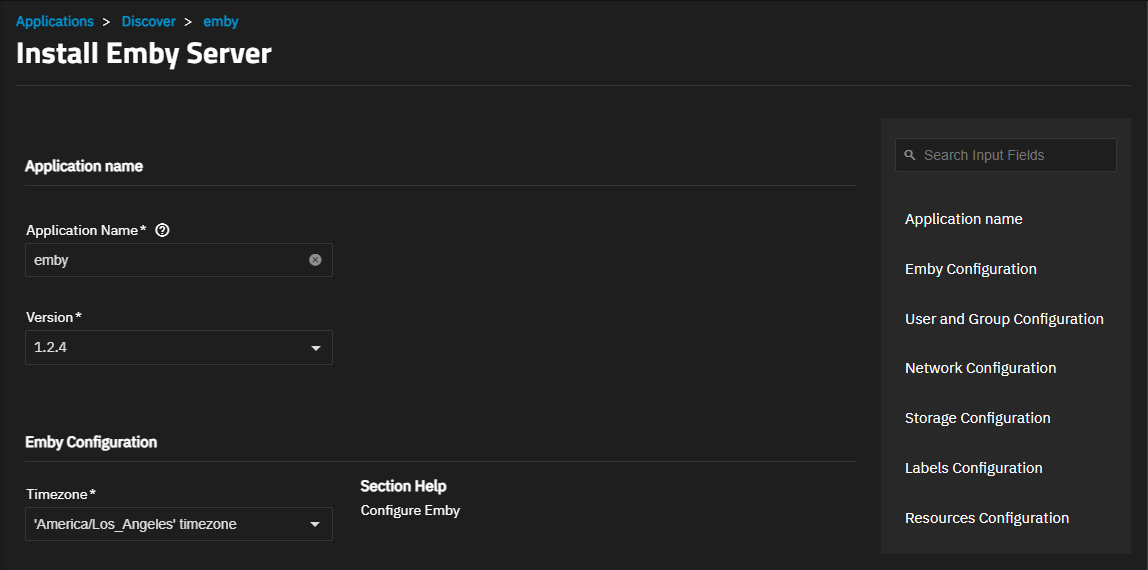 Applications > Discover > emby
Install Emby Server
Application name
Application Name*
emby
Version*
1.2.4
Emby Configuration
Timezone*
'America/Los_Angeles' timezone
Section Help
Configure Emby
Search Input Fields
Application name
Emby Configuration
User and Group Configuration
Network Configuration
Storage Configuration
Labels Configuration
Resources Configuration